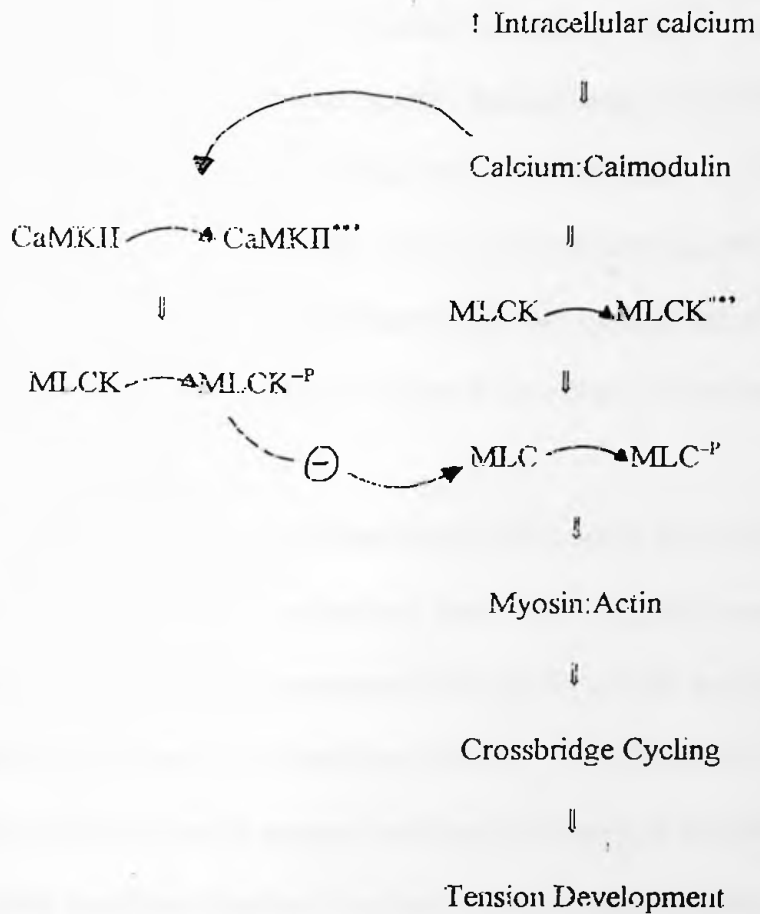 ↑ Intracellular calcium
⇓
Calcium:Calmodulin
CaMKII CaMKII***
⇓
⇓
MLCK MLCK***
MLCK MLCK-P
⇓
− MLC MLC-P
⇓
Myosin:Actin
⇓
Crossbridge Cycling
⇓
Tension Development